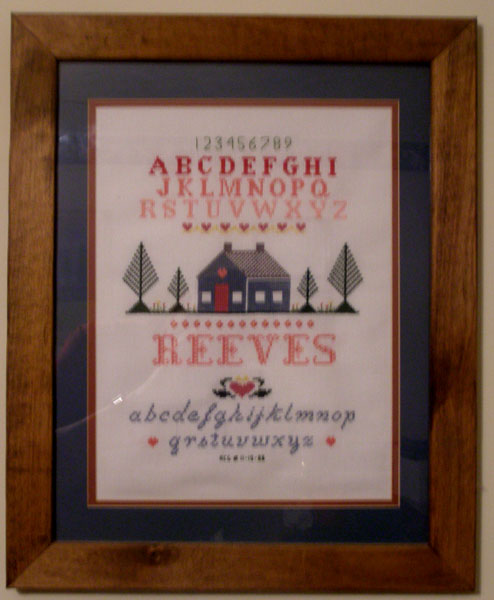 123456789
ABCDEFGHI
JKLMNOPQ
RSTUVWXYZ
REEVES
abcdefghijklmnop
qrstuvwxyz